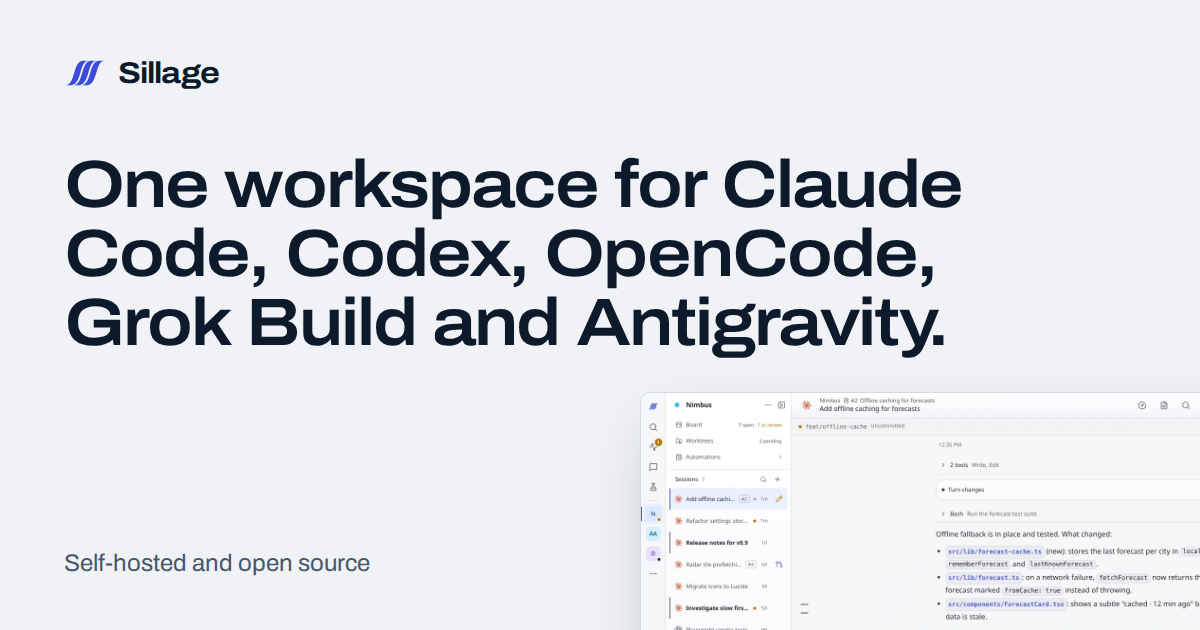 Sillage
One workspace for Claude
Code, Codex, OpenCode,
Grok Build and Antigravity.
Self-hosted and open source
Nimbus
Board 7 open · 1 in review
Worktrees 2 pending
Automations
Sessions 7
Add offline cachi... #2 1m
Refactor settings stor... 1m
Release notes for v0.9 1d
Radar tile prefetchi... #4
Migrate icons to Lucide
Investigate slow firs... 5d
N
AA
D
Nimbus #2 Offline caching for forecasts
Add offline caching for forecasts
feat/offline-cache Uncommitted
12:35 PM
2 tools Write, Edit
Turn changes
Bash Run the forecast test suite
Offline fallback is in place and tested. What changed:
src/lib/forecast-cache.ts (new): stores the last forecast per city in
rememberForecast and lastKnownForecast.
src/lib/forecast.ts: on a network failure, fetchForecast now returns
forecast marked fromCache: true instead of throwing.
src/components/ForecastCard.tsx: shows a subtle "cached · 12 min ago"
data is stale.